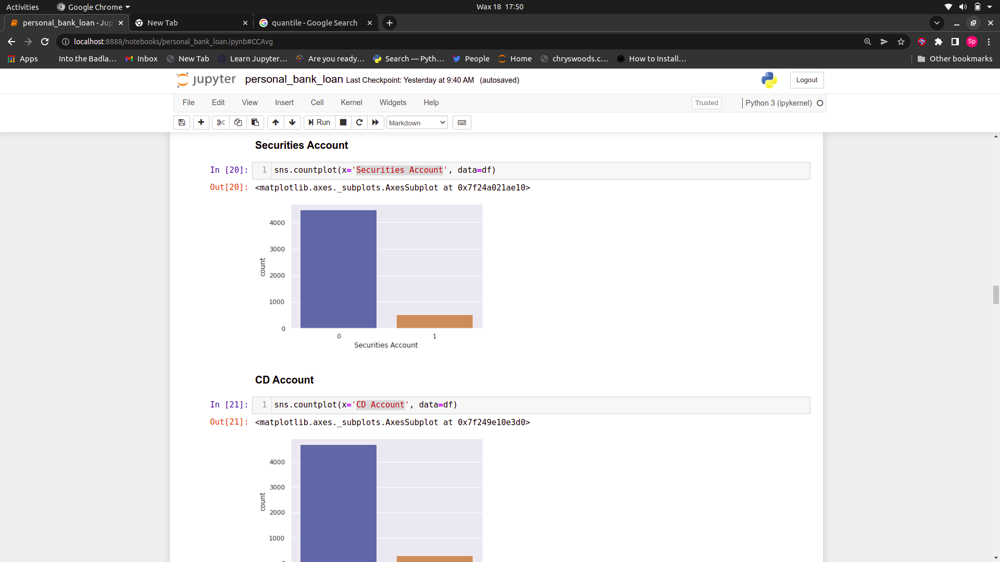 Activities Google Chrome Wax 18 17:50
personal_bank_loan - Jup New Tab quantile - Google Search
localhost:8888/notebooks/personal_bank_loan.ipynb#CCAvg Sp
Apps Into the Badla… Inbox New Tab Learn Jupyter… Are you ready… Search — Pyth… People Home chryswoods.c… How to Install… Other bookmarks
jupyter personal_bank_loan Last Checkpoint: Yesterday at 9:40 AM (autosaved) Logout
File Edit View Insert Cell Kernel Widgets Help Trusted Python 3 (ipykernel)
Run Markdown
Securities Account
In [20]: 1 sns.countplot(x='Securities Account', data=df)
Out[20]: <matplotlib.axes._subplots.AxesSubplot at 0x7f24a021ae10>
4000
3000
count
2000
1000
0
0 1
Securities Account
CD Account
In [21]: 1 sns.countplot(x='CD Account', data=df)
Out[21]: <matplotlib.axes._subplots.AxesSubplot at 0x7f249e10e3d0>
4000
3000
count
2000
1000